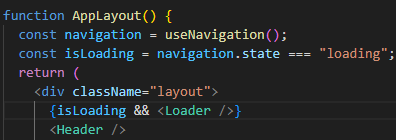 function AppLayout() {
const navigation = useNavigation();
const isLoading = navigation.state === "loading";
return (
<div className="layout">
{isLoading && <Loader />}
<Header />